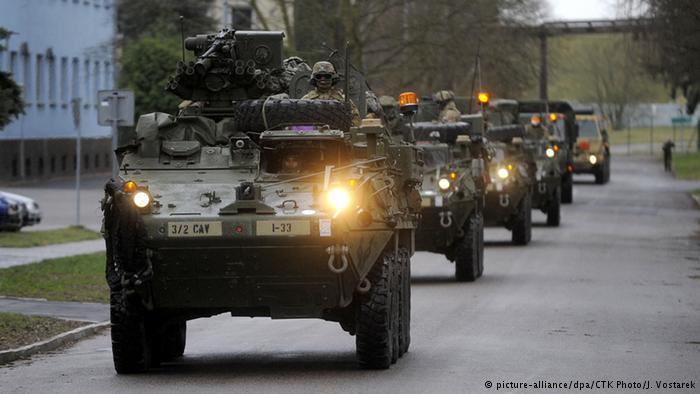 3/2 CAV
I-33
© picture-alliance/dpa/CTK Photo/J. Vostarek